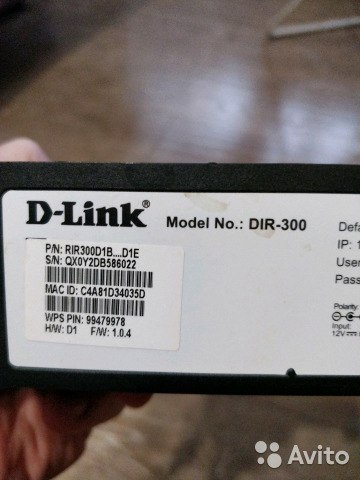 D-Link
Model No.: DIR-300
P/N: RIR300D1B....D1E
S/N: QX0Y2DB586022
MAC ID: C4A81D34035D
WPS PIN: 99479978
H/W: D1 F/W: 1.0.4
Defa
IP: 1
User
Pass
Polarity:
Input:
12V
Avito